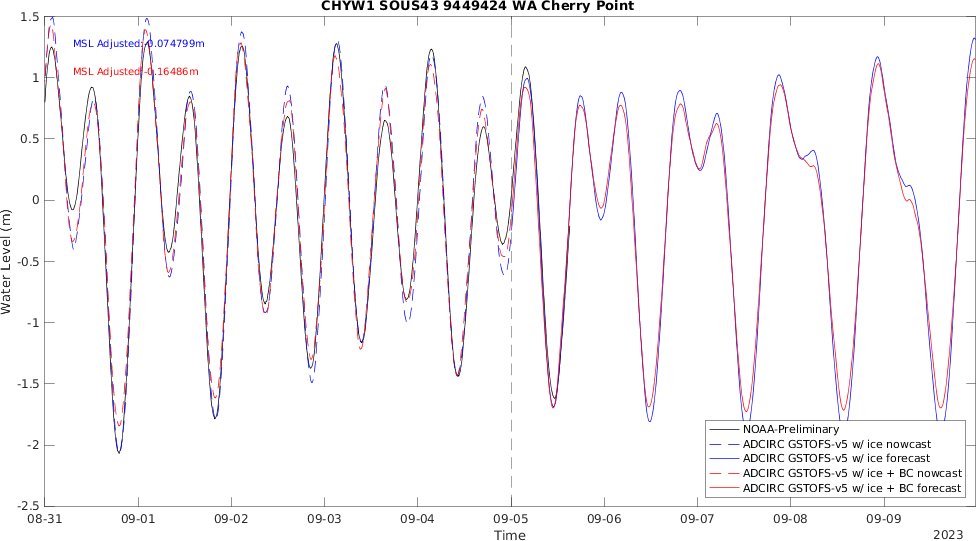 CHYW1 SOUS43 9449424 WA Cherry Point
1.5
MSL Adjusted:-0.074799m
MSL Adjusted:-0.16486m
1
0.5
0
-0.5
-1
-1.5
-2
-2.5
Water Level (m)
NOAA-Preliminary
ADCIRC GSTOFS-v5 w/ ice nowcast
ADCIRC GSTOFS-v5 w/ ice forecast
ADCIRC GSTOFS-v5 w/ ice + BC nowcast
ADCIRC GSTOFS-v5 w/ ice + BC forecast
08-31 09-01 09-02 09-03 09-04 09-05 09-06 09-07 09-08 09-09
Time
2023